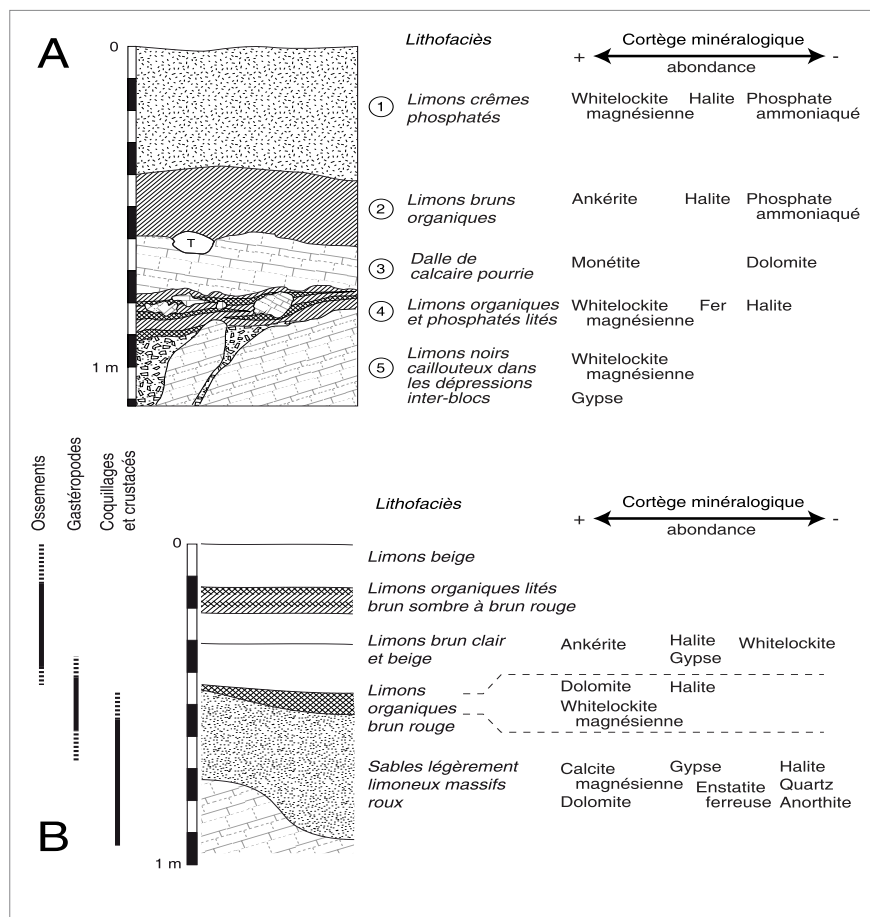 A
0
1 m
T
Lithofaciès
Cortège minéralogique
+ -
abondance
1 Limons crêmes
phosphatés
Whitelockite
magnésienne
Halite
Phosphate
ammoniaqué
2 Limons bruns
organiques
Ankérite
Halite
Phosphate
ammoniaqué
3 Dalle de
calcaire pourrie
Monétite
Dolomite
4 Limons organiques
et phosphatés lités
Whitelockite
magnésienne
Fer
Halite
5 Limons noirs
caillouteux dans
les dépressions
inter-blocs
Whitelockite
magnésienne
Gypse
Ossements
Gastéropodes
Coquillages
et crustacés
B
0
1 m
Lithofaciès
Cortège minéralogique
+ -
abondance
Limons beige
Limons organiques lités
brun sombre à brun rouge
Limons brun clair
et beige
Ankérite
Halite
Gypse
Whitelockite
Limons
organiques
brun rouge
Dolomite
Whitelockite
magnésienne
Halite
Sables légèrement
limoneux massifs
roux
Calcite
magnésienne
Dolomite
Gypse
Enstatite
ferreuse
Halite
Quartz
Anorthite